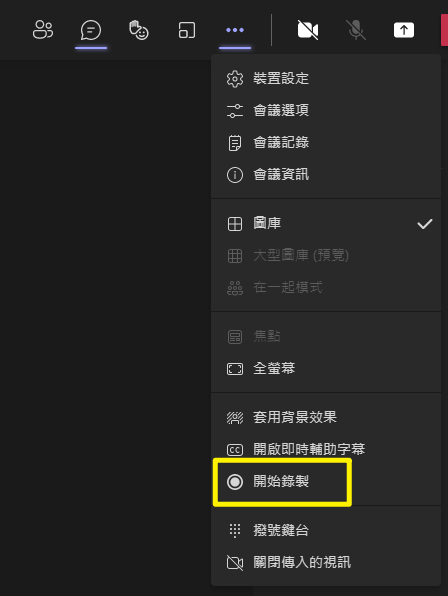 裝置設定
會議選項
會議記錄
會議資訊
圖庫
大型圖庫 (預覽)
在一起模式
焦點
全螢幕
套用背景效果
CC 開啟即時輔助字幕
開始錄製
撥號鍵台
關閉傳入的視訊